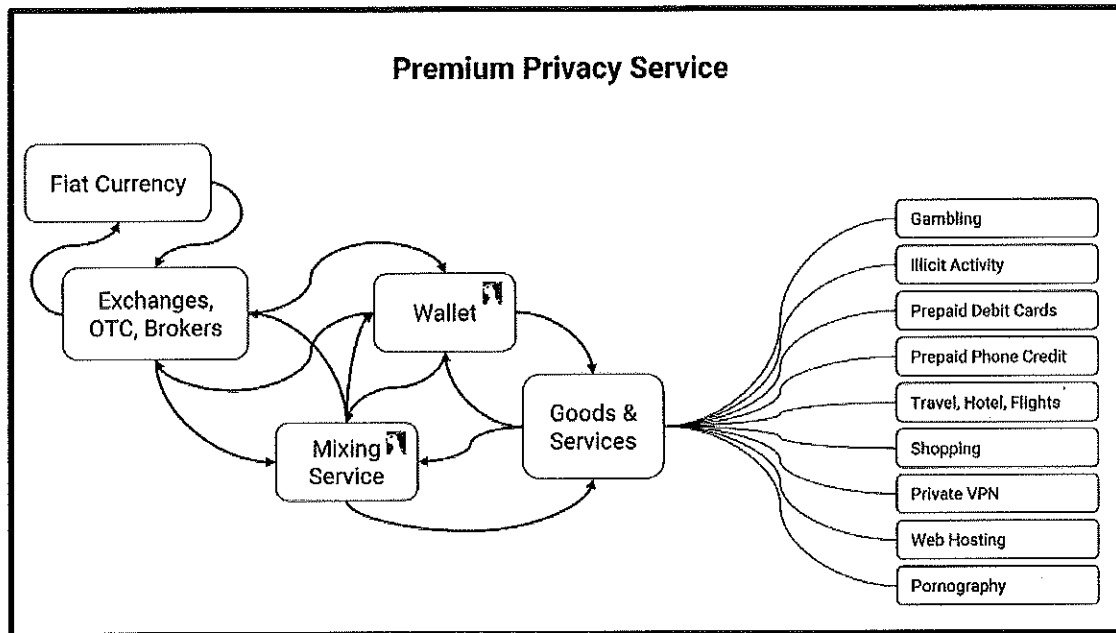 Premium Privacy Service
Fiat Currency
Exchanges,
OTC, Brokers
Wallet
Mixing
Service
Goods &
Services
Gambling
Illicit Activity
Prepaid Debit Cards
Prepaid Phone Credit
Travel, Hotel, Flights
Shopping
Private VPN
Web Hosting
Pornography